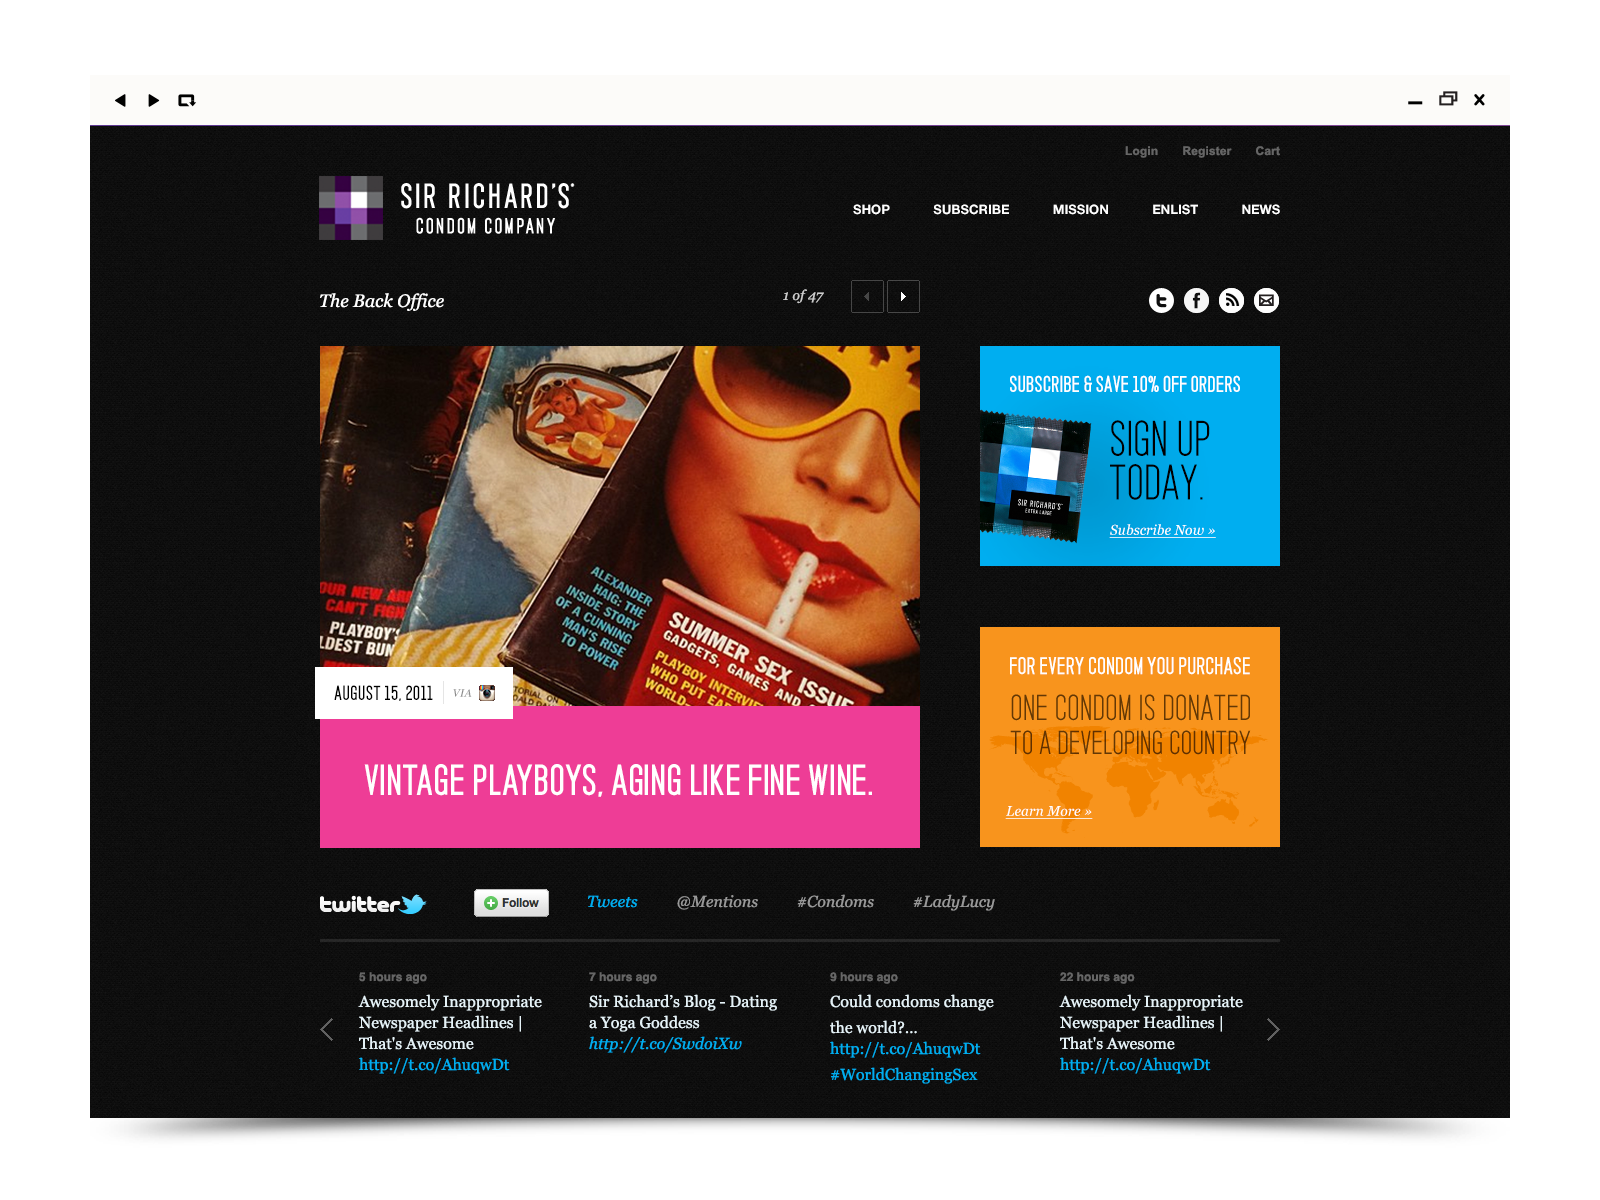 Login Register Cart
SIR RICHARD'S®
CONDOM COMPANY
SHOP SUBSCRIBE MISSION ENLIST NEWS
The Back Office
1 of 47
OUR NEW
CAN'T FIGH
PLAYBOY'S
LDEST BUN
ALEXANDER
HAIG: THE
INSIDE STORY
OF A CUNNING
MAN'S RISE
TO POWER
SUMMER SEX ISSUE
GADGETS, GAMES AND
PLAYBOY INTERVIEW
WHO PUT
WORLD-
AUGUST 15, 2011 VIA
VINTAGE PLAYBOYS, AGING LIKE FINE WINE.
SUBSCRIBE & SAVE 10% OFF ORDERS
SIGN UP
TODAY.
SIR RICHARD'S
EXTRA LARGE
Subscribe Now »
FOR EVERY CONDOM YOU PURCHASE
ONE CONDOM IS DONATED
TO A DEVELOPING COUNTRY
Learn More »
twitter
Follow
Tweets @Mentions #Condoms #LadyLucy
5 hours ago
Awesomely Inappropriate
Newspaper Headlines |
That's Awesome
http://t.co/AhuqwDt
7 hours ago
Sir Richard's Blog - Dating
a Yoga Goddess
http://t.co/SwdoiXw
9 hours ago
Could condoms change
the world?...
http://t.co/AhuqwDt
#WorldChangingSex
22 hours ago
Awesomely Inappropriate
Newspaper Headlines |
That's Awesome
http://t.co/AhuqwDt